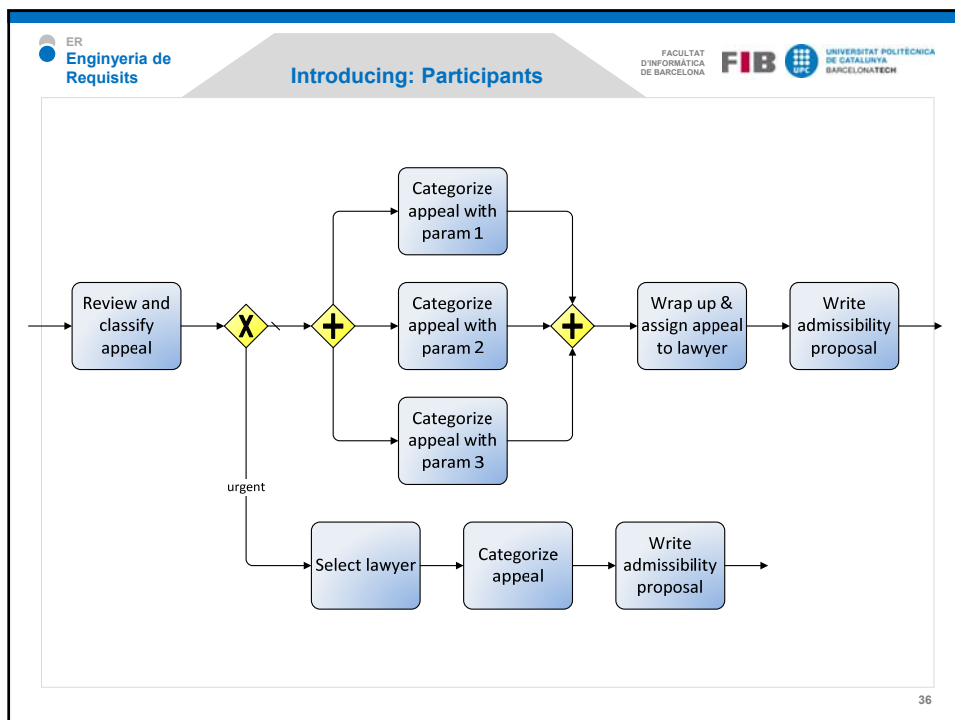 ER
Enginyeria de
Requisits
Introducing: Participants
FACULTAT
D'INFORMÀTICA
DE BARCELONA
FIB
UPC
UNIVERSITAT POLITÈCNICA
DE CATALUNYA
BARCELONATECH
Categorize
appeal with
param 1
Review and
classify
appeal
X
+
Categorize
appeal with
param 2
+
Wrap up &
assign appeal
to lawyer
Write
admissibility
proposal
Categorize
appeal with
param 3
urgent
Select lawyer
Categorize
appeal
Write
admissibility
proposal
36